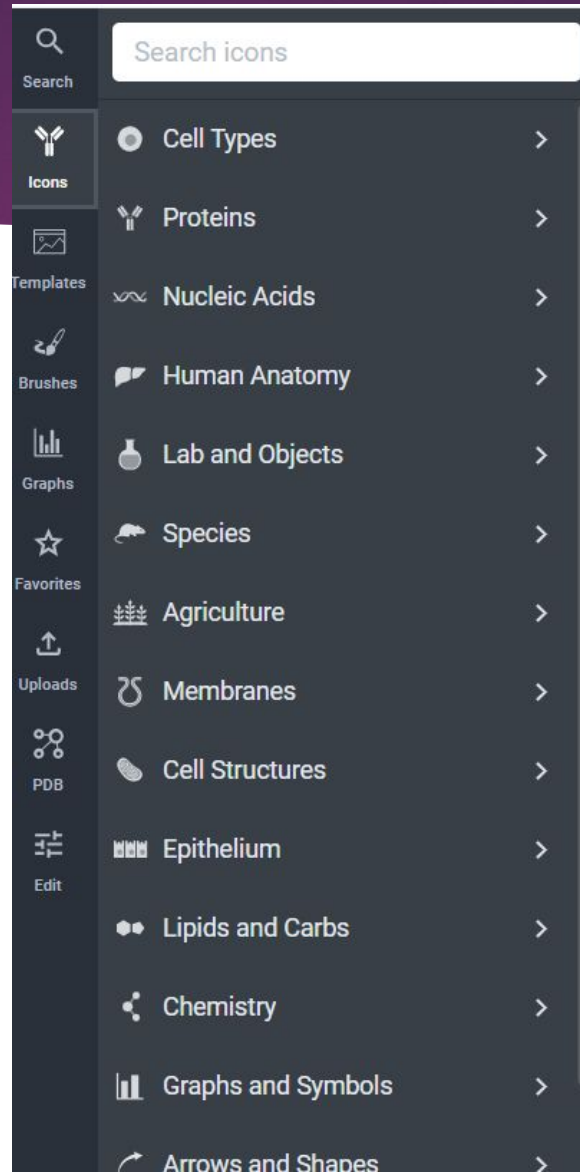 Search
Icons
Templates
Brushes
Graphs
Favorites
Uploads
PDB
Edit
Search icons
Cell Types
Proteins
Nucleic Acids
Human Anatomy
Lab and Objects
Species
Agriculture
Membranes
Cell Structures
Epithelium
Lipids and Carbs
Chemistry
Graphs and Symbols
Arrows and Shapes